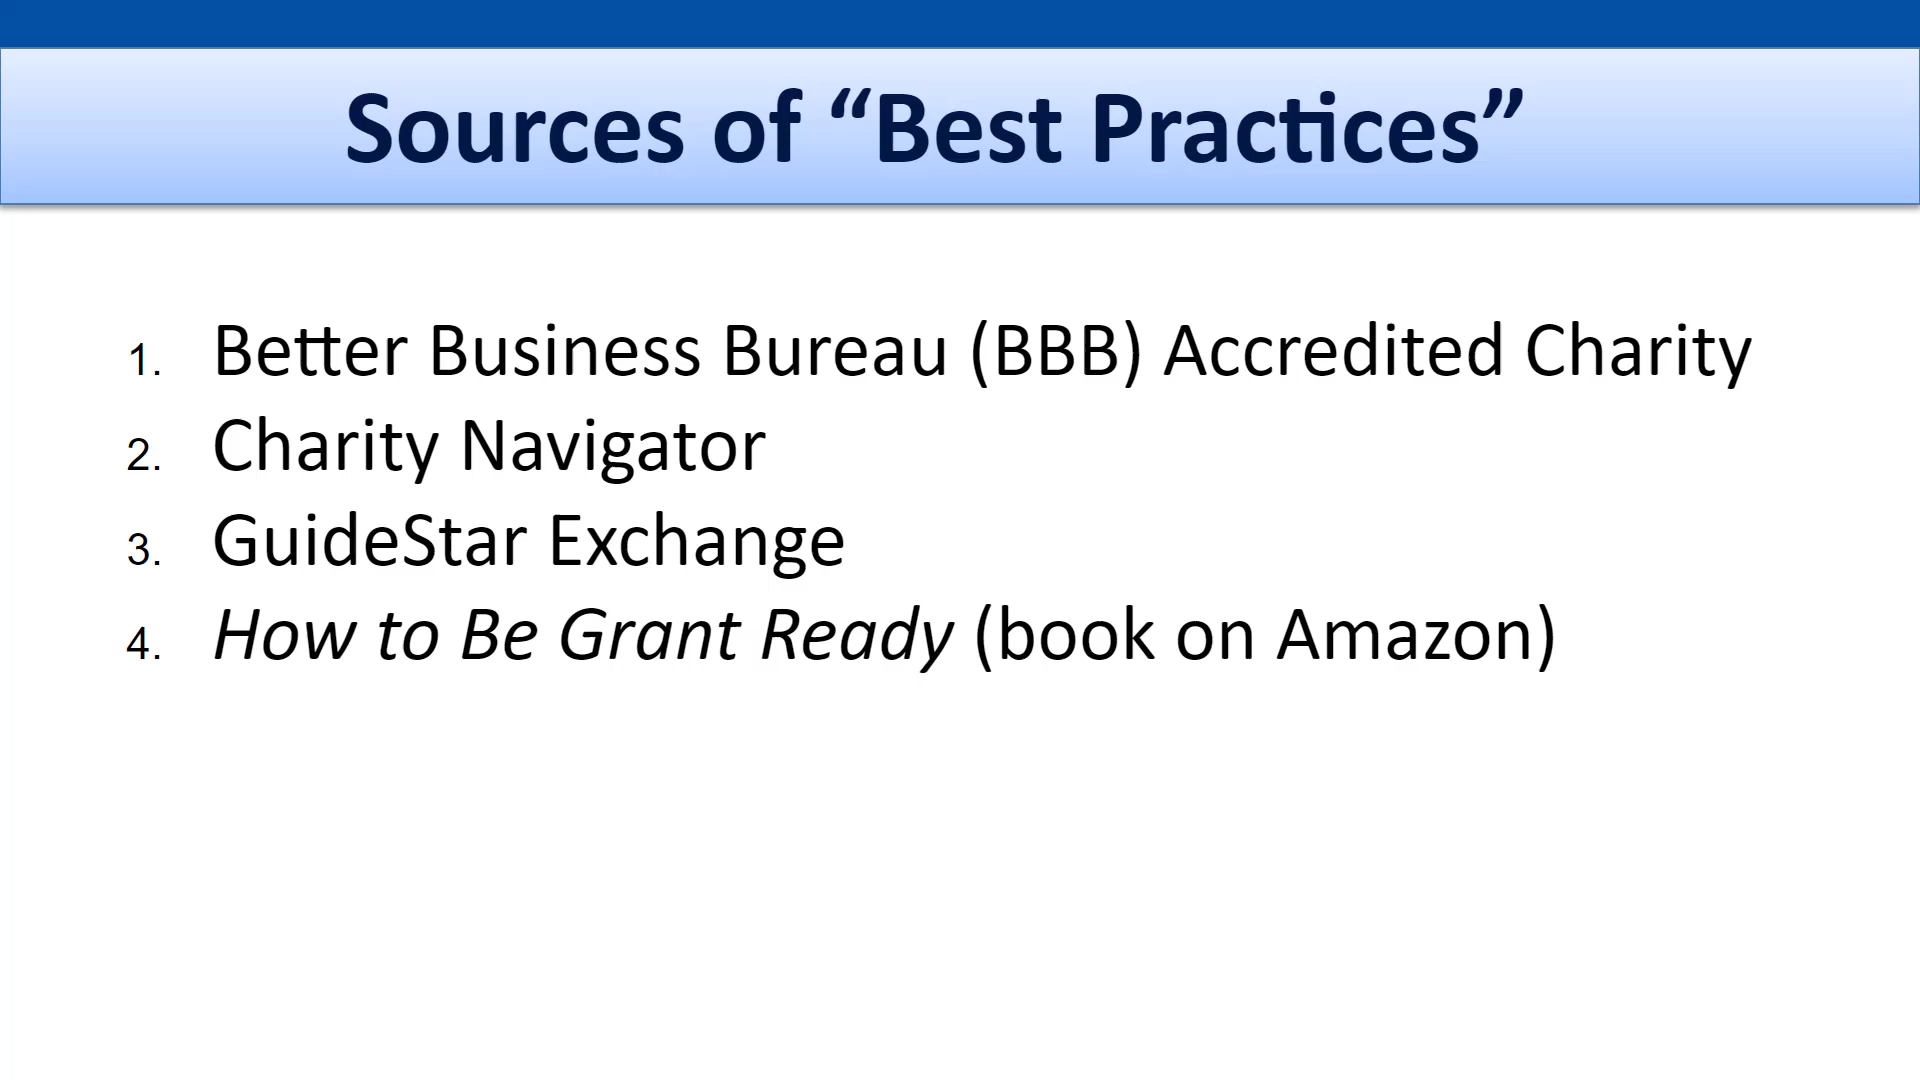 Sources of “Best Practices”
1. Better Business Bureau (BBB) Accredited Charity
2. Charity Navigator
3. GuideStar Exchange
4. How to Be Grant Ready (book on Amazon)